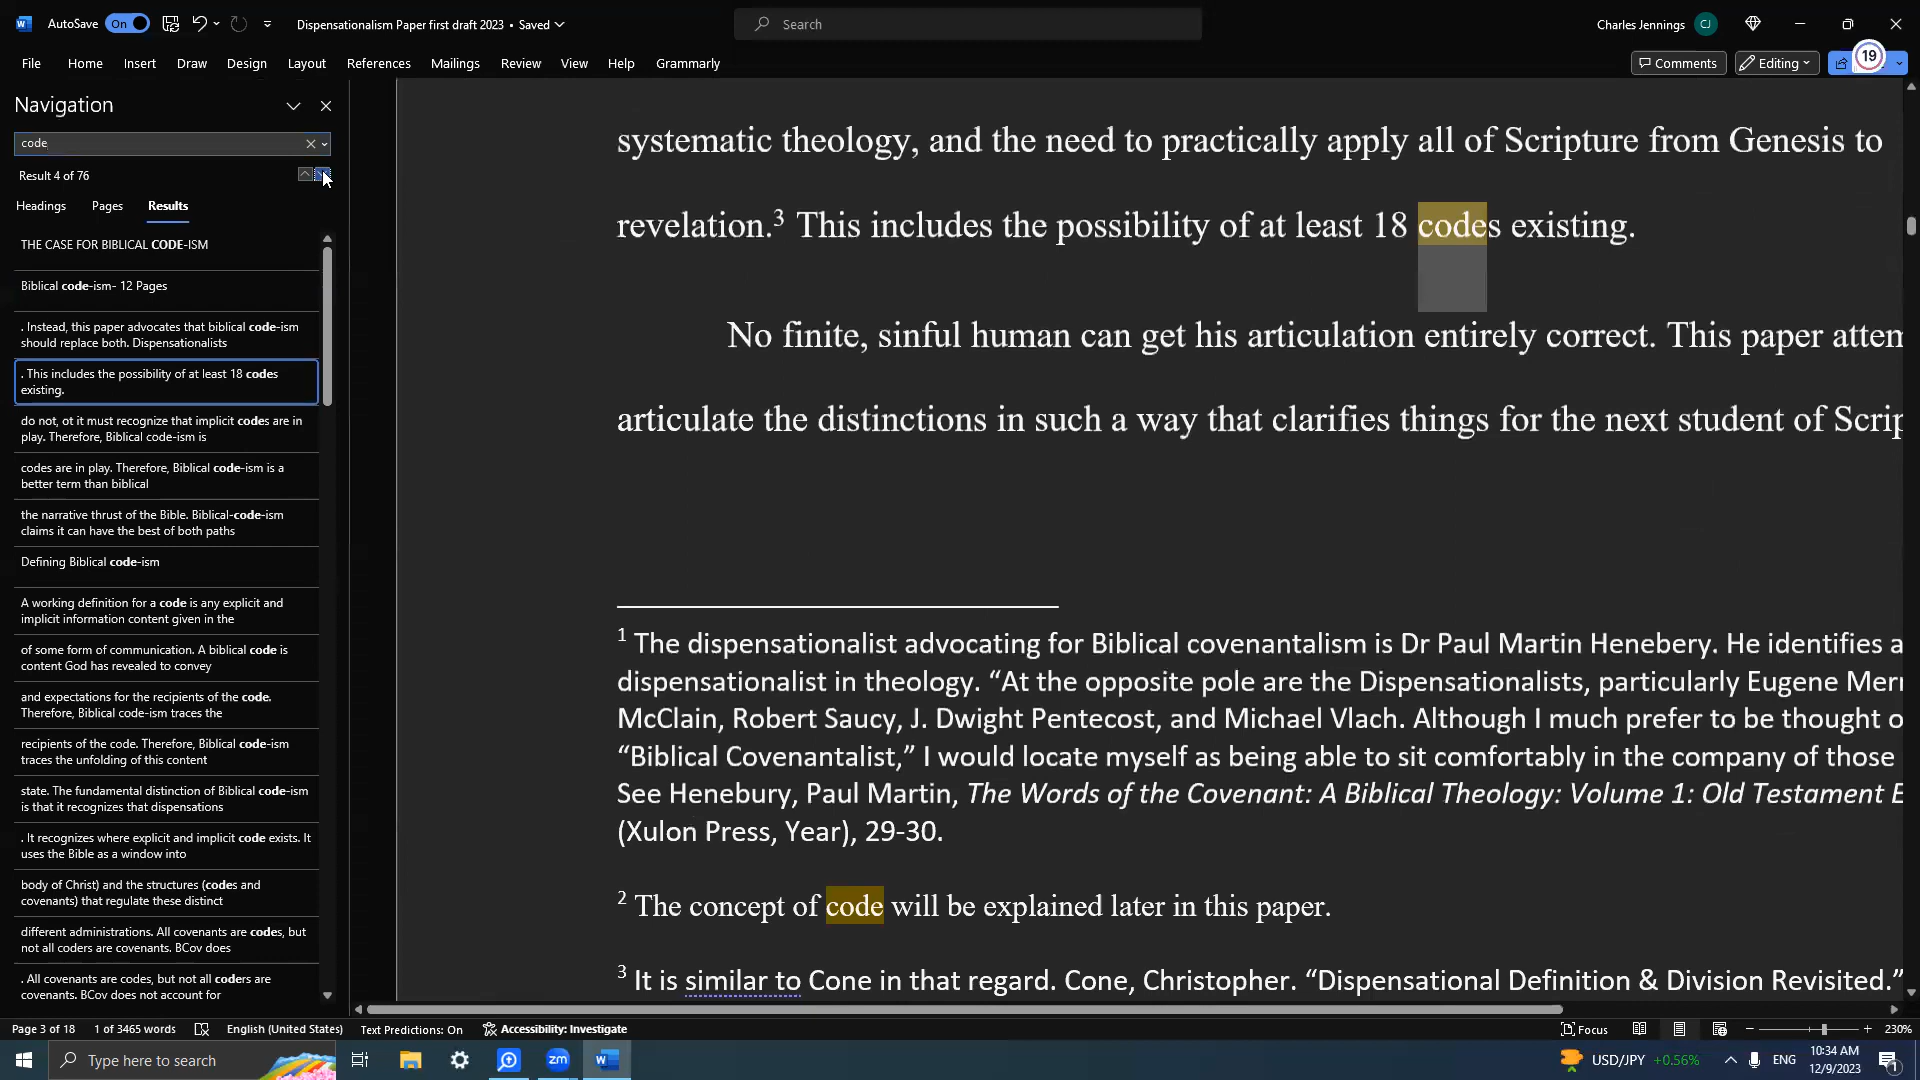 AutoSave On Dispensationalism Paper first draft 2023 • Saved Search Charles Jennings CJ
File Home Insert Draw Design Layout References Mailings Review View Help Grammarly Comments Editing 19
Navigation
code
Result 4 of 76
Headings Pages Results
THE CASE FOR BIBLICAL CODE-ISM
Biblical code-ism- 12 Pages
. Instead, this paper advocates that biblical code-ism
should replace both. Dispensationalists
. This includes the possibility of at least 18 codes
existing.
do not, ot it must recognize that implicit codes are in
play. Therefore, Biblical code-ism is
codes are in play. Therefore, Biblical code-ism is a
better term than biblical
the narrative thrust of the Bible. Biblical-code-ism
claims it can have the best of both paths
Defining Biblical code-ism
A working definition for a code is any explicit and
implicit information content given in the
of some form of communication. A biblical code is
content God has revealed to convey
and expectations for the recipients of the code.
Therefore, Biblical code-ism traces the
recipients of the code. Therefore, Biblical code-ism
traces the unfolding of this content
state. The fundamental distinction of Biblical code-ism
is that it recognizes that dispensations
. It recognizes where explicit and implicit code exists. It
uses the Bible as a window into
body of Christ) and the structures (codes and
covenants) that regulate these distinct
different administrations. All covenants are codes, but
not all coders are covenants. BCov does
. All covenants are codes, but not all coders are
covenants. BCov does not account for
systematic theology, and the need to practically apply all of Scripture from Genesis to
revelation.3 This includes the possibility of at least 18 codes existing.
No finite, sinful human can get his articulation entirely correct. This paper attem
articulate the distinctions in such a way that clarifies things for the next student of Scrip
1 The dispensationalist advocating for Biblical covenantalism is Dr Paul Martin Henebery. He identifies a
dispensationalist in theology. “At the opposite pole are the Dispensationalists, particularly Eugene Merr
McClain, Robert Saucy, J. Dwight Pentecost, and Michael Vlach. Although I much prefer to be thought o
“Biblical Covenantalist,” I would locate myself as being able to sit comfortably in the company of those
See Henebury, Paul Martin, The Words of the Covenant: A Biblical Theology: Volume 1: Old Testament E
(Xulon Press, Year), 29-30.
2 The concept of code will be explained later in this paper.
3 It is similar to Cone in that regard. Cone, Christopher. “Dispensational Definition & Division Revisited.”
Page 3 of 18 1 of 3465 words English (United States) Text Predictions: On Accessibility: Investigate Focus 230%
Type here to search zm USD/JPY +0.56% ENG 10:34 AM
12/9/2023 1